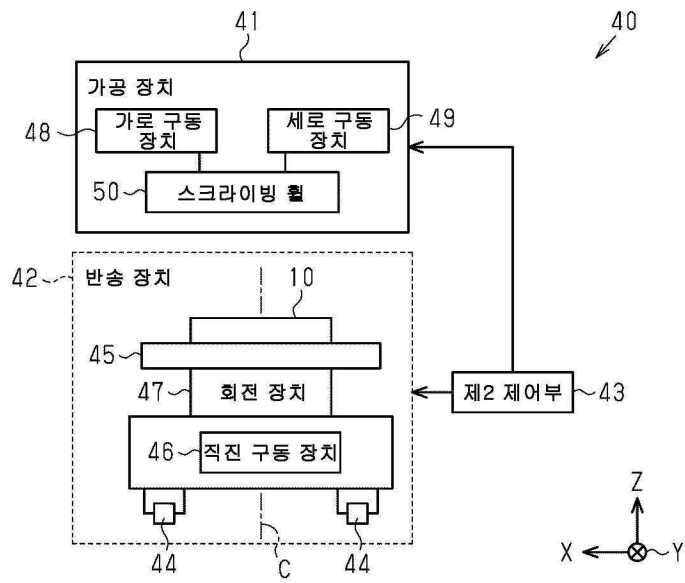 41
40
가공 장치
48
가로 구동
장치
세로 구동
장치
49
50
스크라이빙 휠
42
반송 장치
10
45
47
회전 장치
제2 제어부
43
46
직진 구동 장치
44
44
C
Z
X
Y